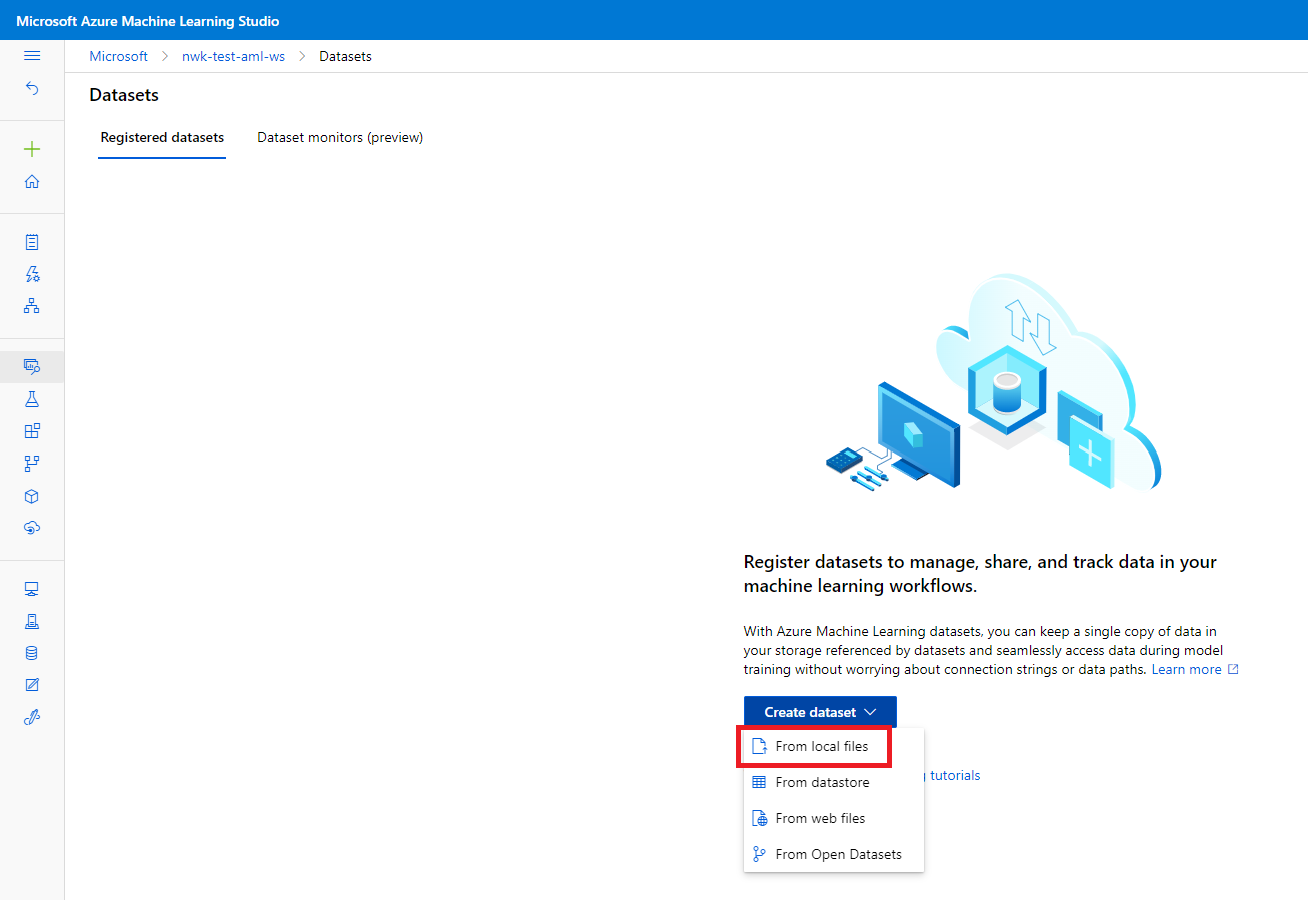 Microsoft Azure Machine Learning Studio
Microsoft > nwk-test-aml-ws > Datasets
Datasets
Registered datasets Dataset monitors (preview)
Register datasets to manage, share, and track data in your
machine learning workflows.
With Azure Machine Learning datasets, you can keep a single copy of data in
your storage referenced by datasets and seamlessly access data during model
training without worrying about connection strings or data paths. Learn more
Create dataset
From local files
tutorials
From datastore
From web files
From Open Datasets